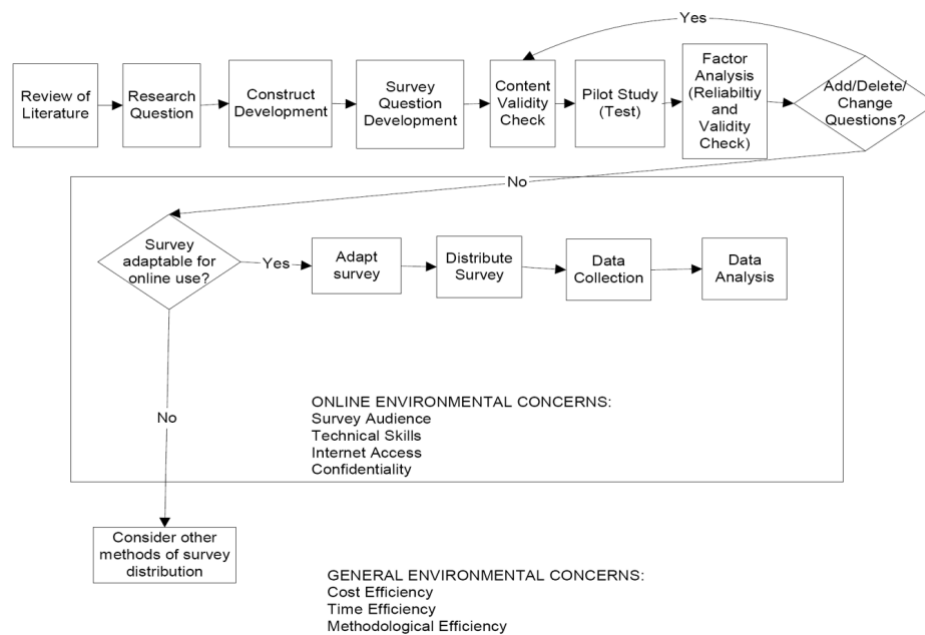 Yes
Review of
Literature
Research
Question
Construct
Development
Survey
Question
Development
Content
Validity
Check
Pilot Study
(Test)
Factor
Analysis
(Reliabiltiy
and
Validity
Check)
Add/Delete/
Change
Questions?
No
Survey
adaptable for
online use?
Yes
Adapt
survey
Distribute
Survey
Data
Collection
Data
Analysis
No
ONLINE ENVIRONMENTAL CONCERNS:
Survey Audience
Technical Skills
Internet Access
Confidentiality
Consider other
methods of survey
distribution
GENERAL ENVIRONMENTAL CONCERNS:
Cost Efficiency
Time Efficiency
Methodological Efficiency